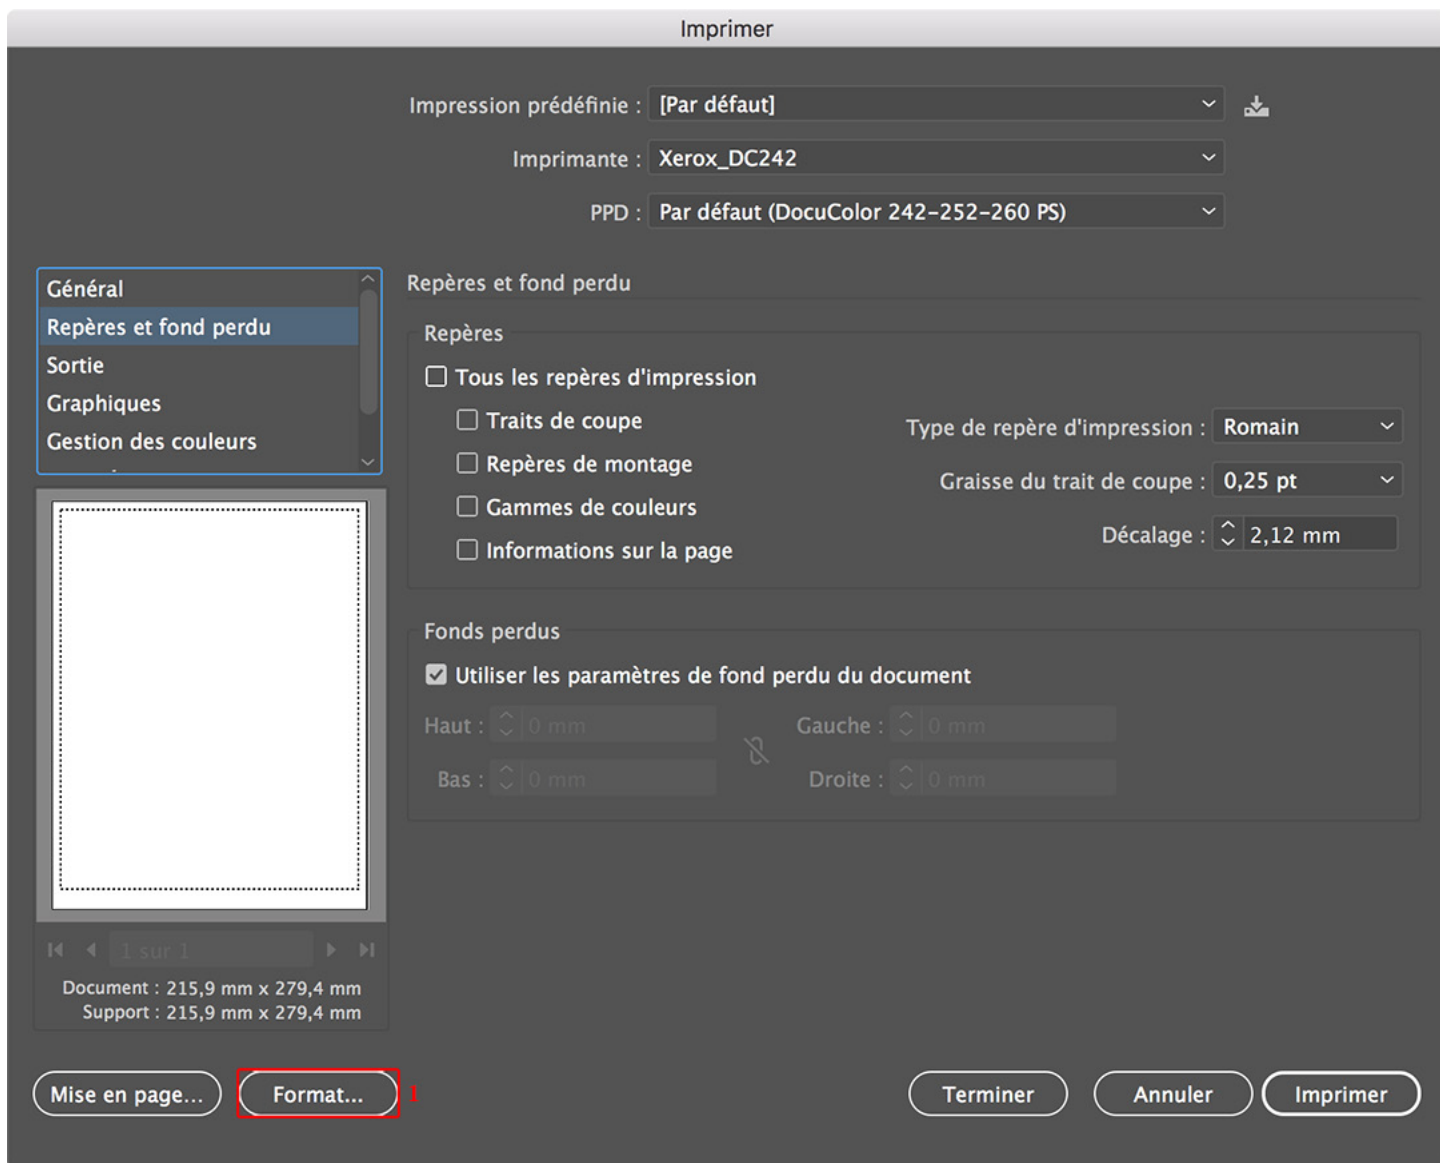 Imprimer
Impression prédéfinie : [Par défaut]
Imprimante : Xerox_DC242
PPD : Par défaut (DocuColor 242-252-260 PS)
Général
Repères et fond perdu
Sortie
Graphiques
Gestion des couleurs
Repères et fond perdu
Repères
Tous les repères d'impression
Traits de coupe
Repères de montage
Gammes de couleurs
Informations sur la page
Type de repère d'impression : Romain
Graisse du trait de coupe : 0,25 pt
Décalage : 2,12 mm
Fonds perdus
Utiliser les paramètres de fond perdu du document
Haut : 0 mm Gauche : 0 mm
Bas : 0 mm Droite : 0 mm
1 sur 1
Document : 215,9 mm x 279,4 mm
Support : 215,9 mm x 279,4 mm
Mise en page... Format... 1 Terminer Annuler Imprimer